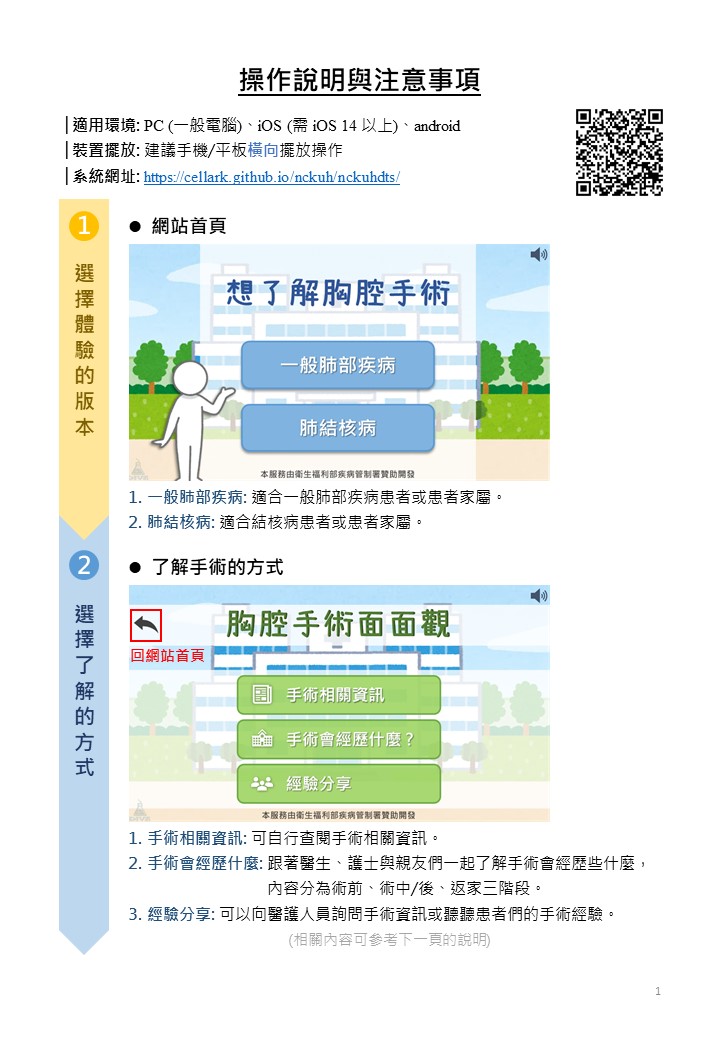 操作說明與注意事項
│適用環境: PC (一般電腦)、iOS (需 iOS 14 以上)、android
│裝置擺放: 建議手機/平板橫向擺放操作
│系統網址: https://cellark.github.io/nckuh/nckuhdts/
1
選擇體驗的版本
● 網站首頁
想了解胸腔手術
一般肺部疾病
肺結核病
本服務由衛生福利部疾病管制署贊助開發
1. 一般肺部疾病: 適合一般肺部疾病患者或患者家屬。
2. 肺結核病: 適合結核病患者或患者家屬。
2
選擇了解的方式
● 了解手術的方式
胸腔手術面面觀
回網站首頁
手術相關資訊
手術會經歷什麼？
經驗分享
本服務由衛生福利部疾病管制署贊助開發
1. 手術相關資訊: 可自行查閱手術相關資訊。
2. 手術會經歷什麼: 跟著醫生、護士與親友們一起了解手術會經歷些什麼，
內容分為術前、術中/後、返家三階段。
3. 經驗分享: 可以向醫護人員詢問手術資訊或聽聽患者們的手術經驗。
(相關內容可參考下一頁的說明)
1